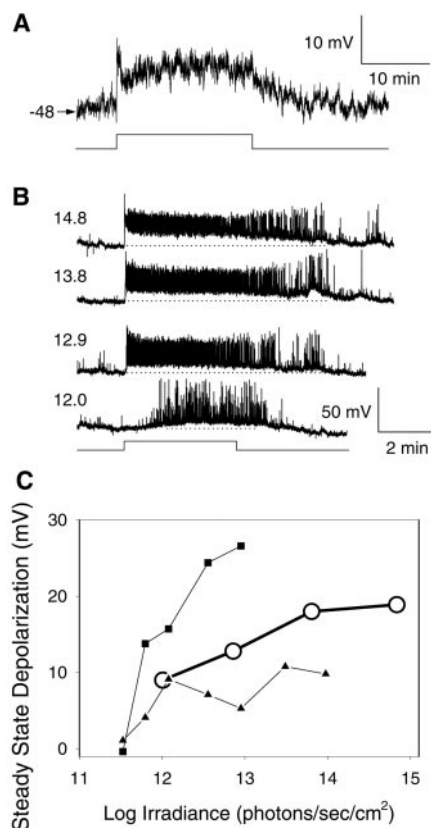 A
10 mV
10 min
-48
B
14.8
13.8
12.9
12.0
50 mV
2 min
C
Steady State Depolarization (mV)
30
20
10
0
11 12 13 14 15
Log Irradiance (photons/sec/cm²)